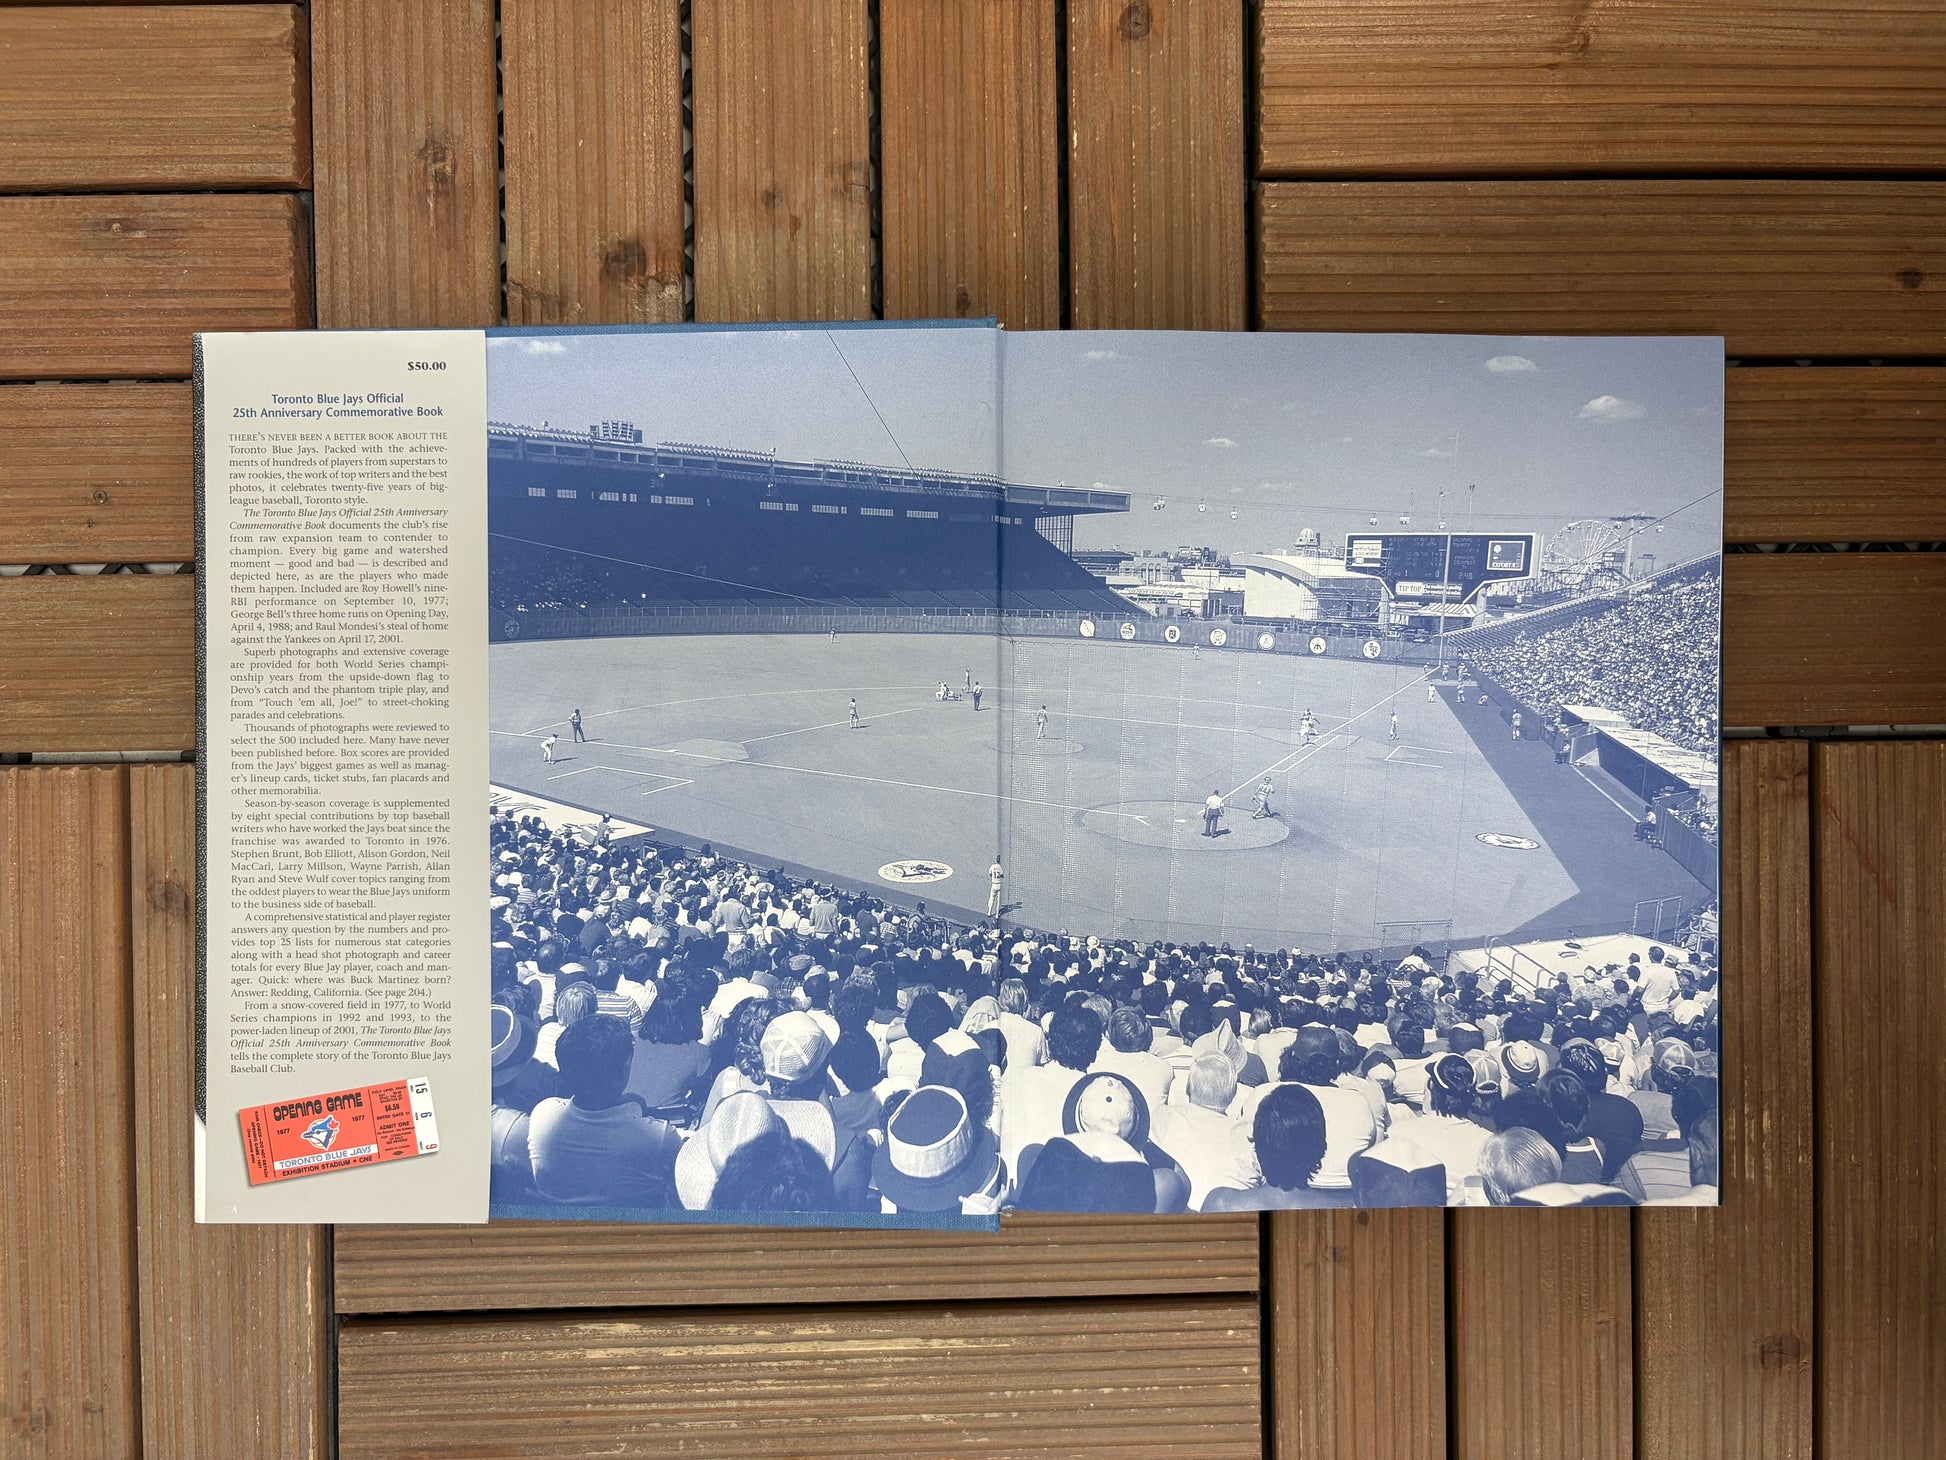 $50.00
Toronto Blue Jays Official
25th Anniversary Commemorative Book
THERE'S NEVER BEEN A BETTER BOOK ABOUT THE
Toronto Blue Jays. Packed with the achieve-
ments of hundreds of players from superstars to
raw rookies, the work of top writers and the best
photos, it celebrates twenty-five years of big-
league baseball, Toronto style.
The Toronto Blue Jays Official 25th Anniversary
Commemorative Book documents the club's rise
from raw expansion team to contender to
champion. Every big game and watershed
moment — good and bad — is described and
depicted here, as are the players who made
them happen. Included are Roy Howell's nine-
RBI performance on September 10, 1977;
George Bell's three home runs on Opening Day,
April 4, 1988; and Raul Mondesi's steal of home
against the Yankees on April 17, 2001.
Superb photographs and extensive coverage
are provided for both World Series champi-
onship years from the upside-down flag to
Devo's catch and the phantom triple play, and
from "Touch 'em all, Joe!" to street-choking
parades and celebrations.
Thousands of photographs were reviewed to
select the 500 included here. Many have never
been published before. Box scores are provided
from the Jays' biggest games as well as manag-
er's lineup cards, ticket stubs, fan placards and
other memorabilia.
Season-by-season coverage is supplemented
by eight special contributions by top baseball
writers who have worked the Jays beat since the
franchise was awarded to Toronto in 1976.
Stephen Brunt, Bob Elliott, Alison Gordon, Neil
MacCarl, Larry Millson, Wayne Parrish, Allan
Ryan and Steve Wulf cover topics ranging from
the oddest players to wear the Blue Jays uniform
to the business side of baseball.
A comprehensive statistical and player register
answers any question by the numbers and pro-
vides top 25 lists for numerous stat categories
along with a head shot photograph and career
totals for every Blue Jay player, coach and man-
ager. Quick: where was Buck Martinez born?
Answer: Redding, California. (See page 204.)
From a snow-covered field in 1977, to World
Series champions in 1992 and 1993, to the
power-laden lineup of 2001, The Toronto Blue Jays
Official 25th Anniversary Commemorative Book
tells the complete story of the Toronto Blue Jays
Baseball Club.
OPENING GAME
1977 1977
TORONTO BLUE JAYS
EXHIBITION STADIUM • CNE
$6.50
ENTER GATE 11
ADMIT ONE
15 6 9
EXPORT "A"
TIP TOP